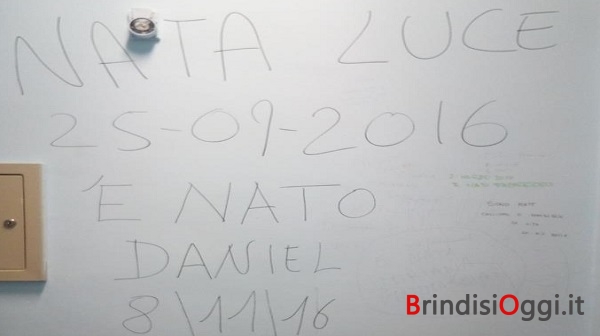 NATA LUCE
25-09-2016
'E NATO
DANIEL
8\11\16
BrindisiOggi.it